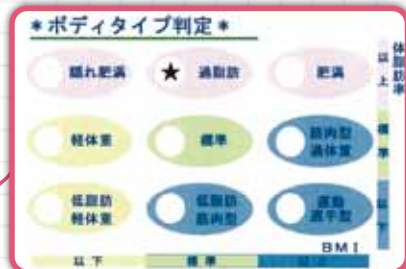 ＊ボディタイプ判定＊
隠れ肥満
★ 過脂肪
肥満
軽体重
標準
筋肉型
過体重
低脂肪
軽体重
低脂肪
筋肉型
運動
選手型
体脂肪率
以上
標準
以下
BMI
以下
標準
以上